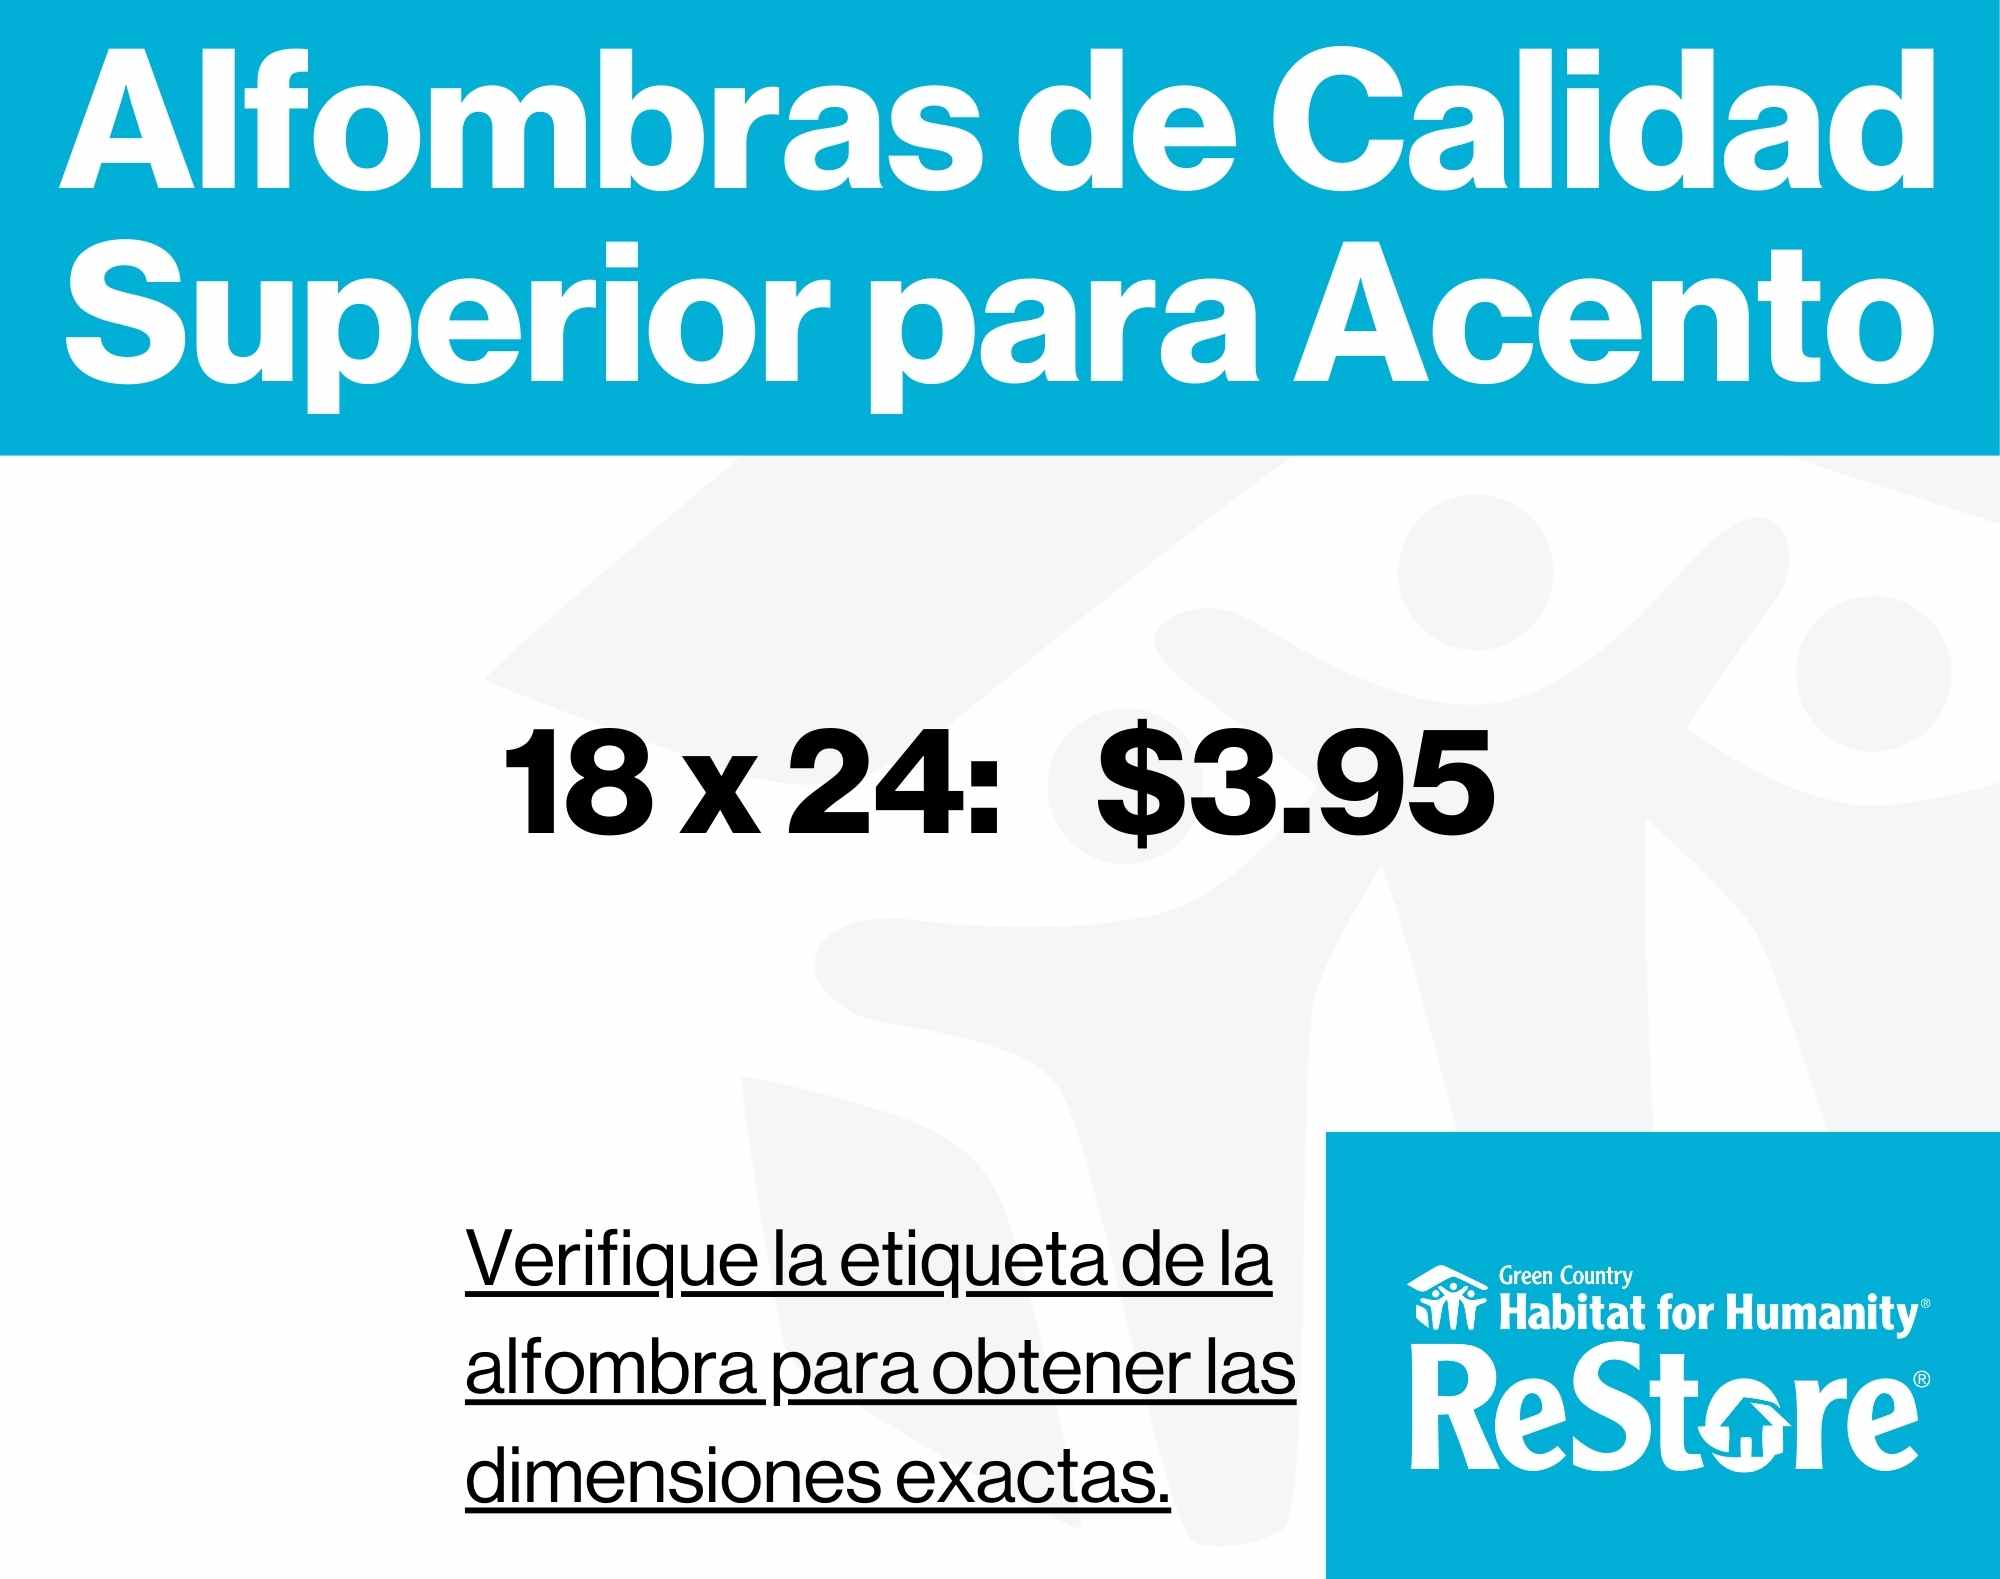 Alfombras de Calidad
Superior para Acento
18 x 24: $3.95
Verifique la etiqueta de la
alfombra para obtener las
dimensiones exactas.
Green Country
Habitat for Humanity®
ReStore®